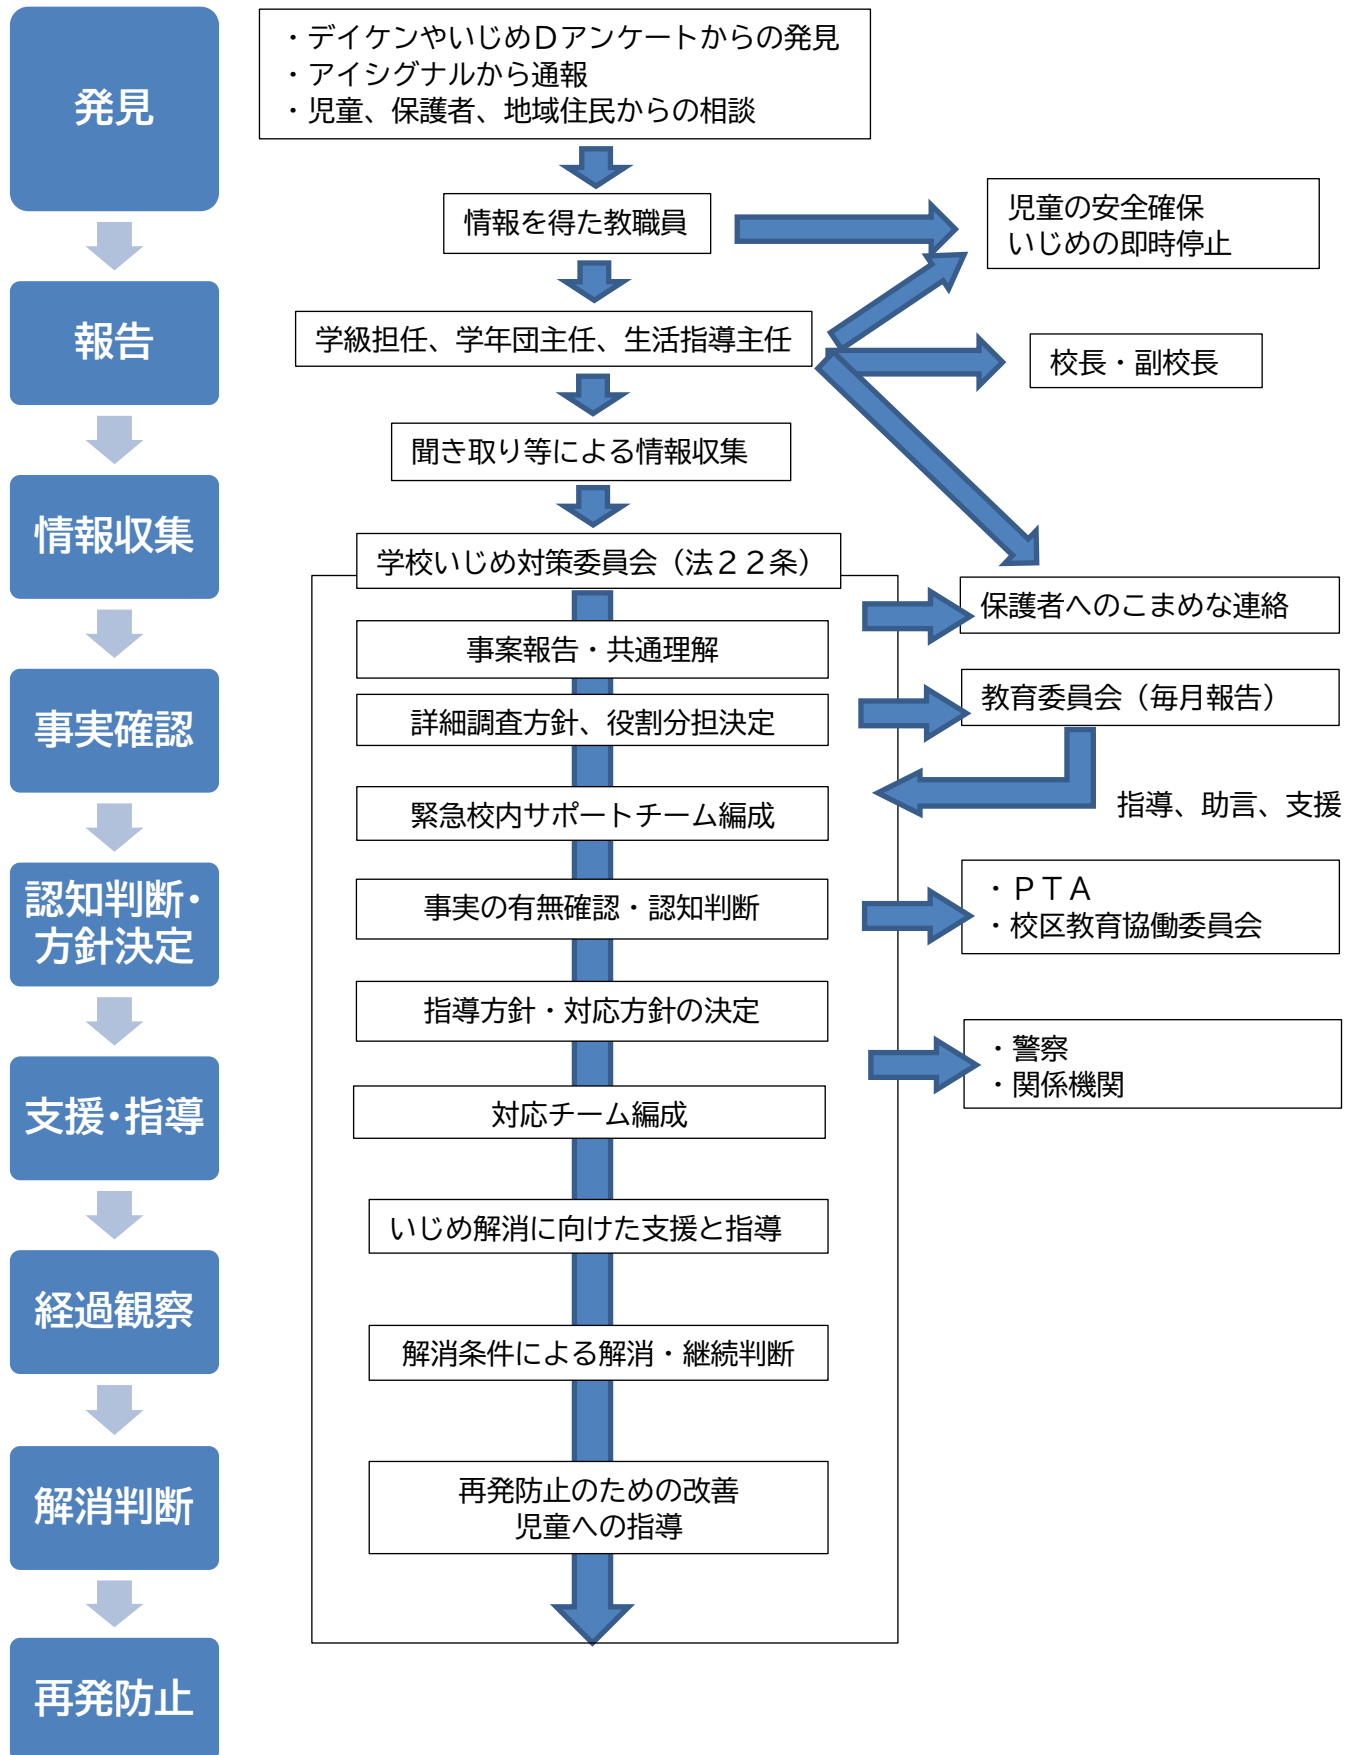 発見
報告
情報収集
事実確認
認知判断・
方針決定
支援・指導
経過観察
解消判断
再発防止
・デイケンやいじめＤアンケートからの発見
・アイシグナルから通報
・児童、保護者、地域住民からの相談
情報を得た教職員
児童の安全確保
いじめの即時停止
学級担任、学年団主任、生活指導主任
校長・副校長
聞き取り等による情報収集
学校いじめ対策委員会（法２２条）
保護者へのこまめな連絡
事案報告・共通理解
教育委員会（毎月報告）
詳細調査方針、役割分担決定
指導、助言、支援
緊急校内サポートチーム編成
・ＰＴＡ
・校区教育協働委員会
事実の有無確認・認知判断
指導方針・対応方針の決定
・警察
・関係機関
対応チーム編成
いじめ解消に向けた支援と指導
解消条件による解消・継続判断
再発防止のための改善
児童への指導